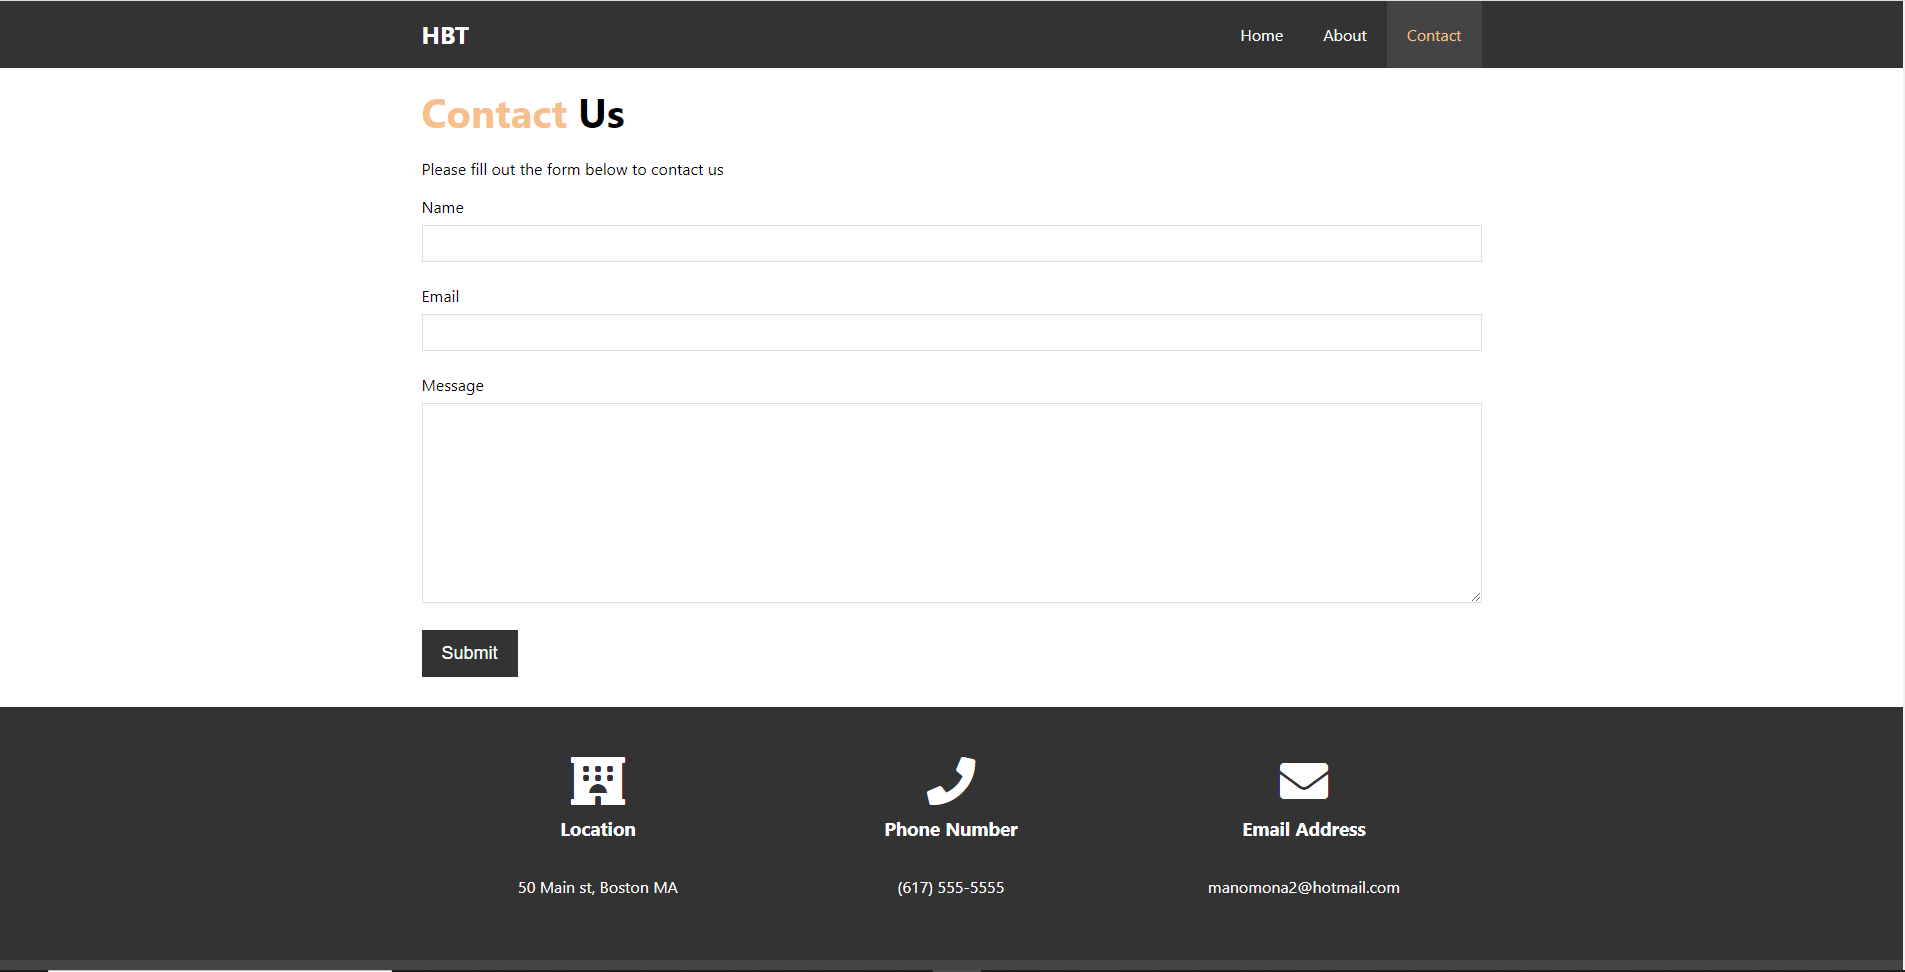 HBT
Home About Contact
Contact Us
Please fill out the form below to contact us
Name
Email
Message
Submit
Location Phone Number Email Address
50 Main st, Boston MA (617) 555-5555 manomona2@hotmail.com